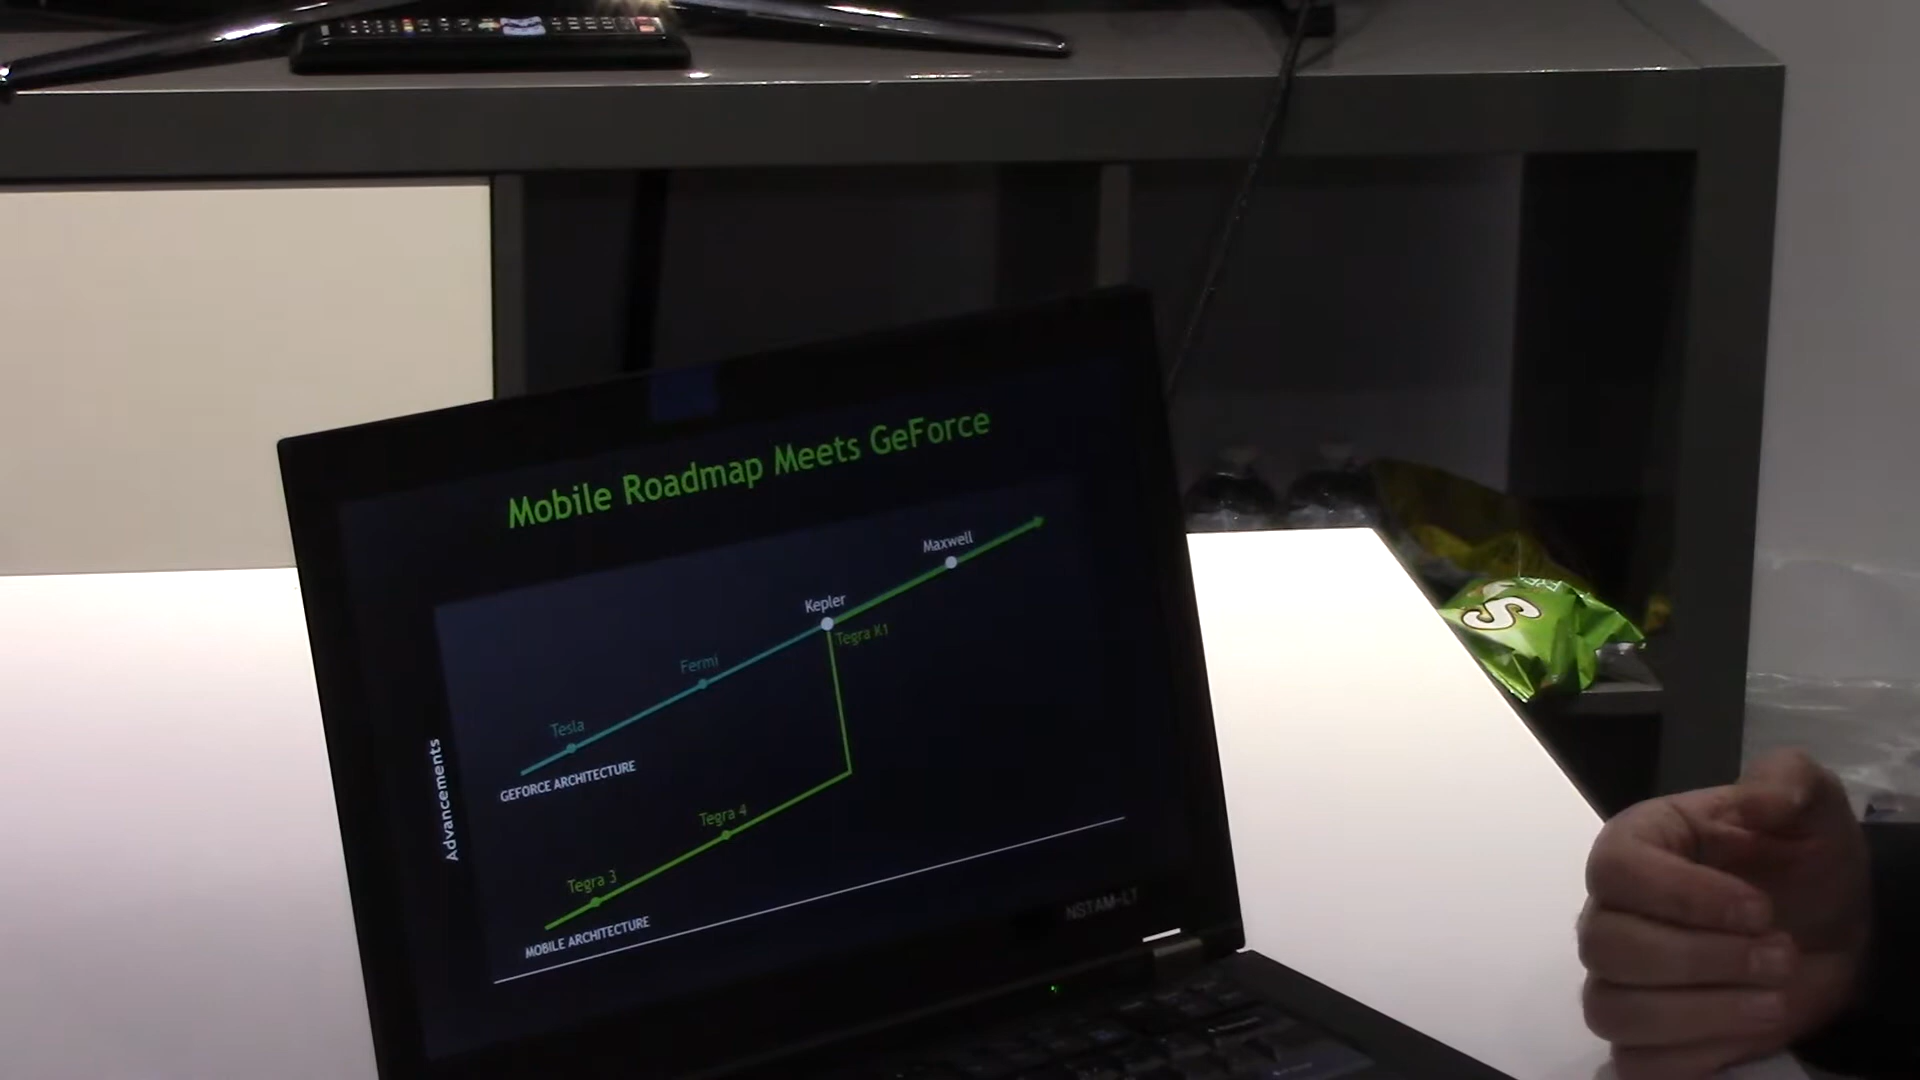 Mobile Roadmap Meets GeForce
Maxwell
Kepler
Tegra K1
Fermi
Tesla
GEFORCE ARCHITECTURE
Advancements
Tegra 4
Tegra 3
MOBILE ARCHITECTURE
NSTAM-LT
S